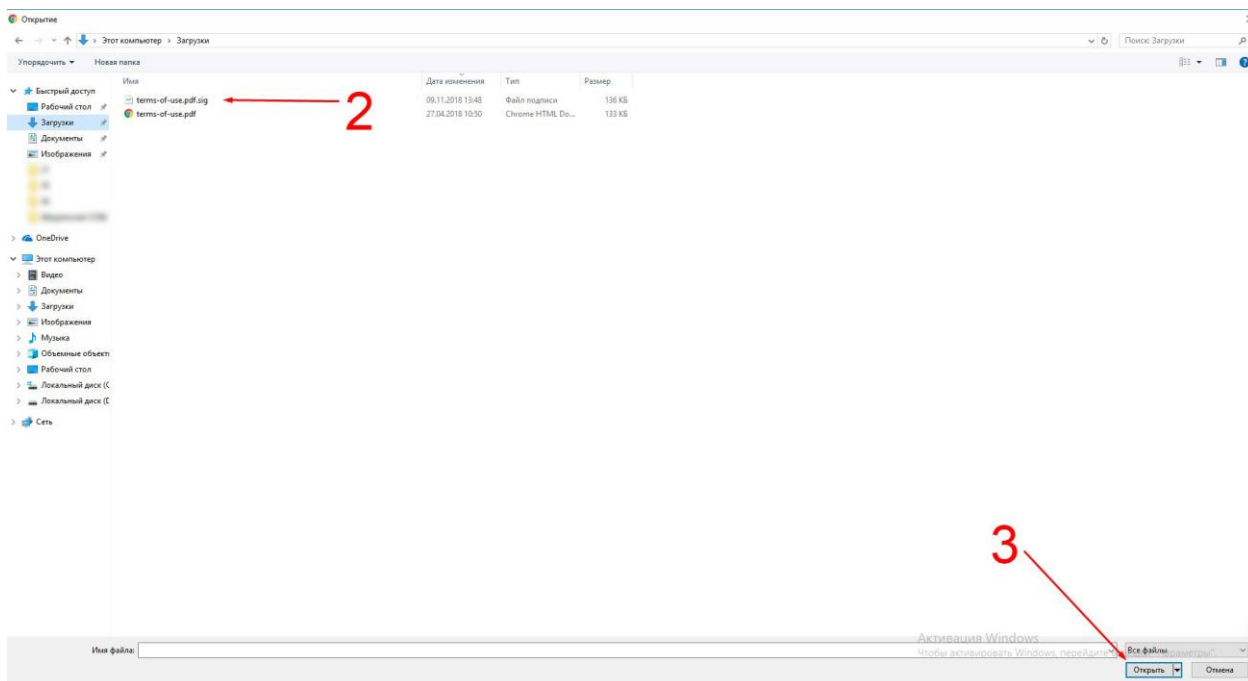 Открытие
Этот компьютер > Загрузки
Поиск: Загрузки
Упорядочить
Новая папка
Имя
Дата изменения
Тип
Размер
Быстрый доступ
Рабочий стол
Загрузки
Документы
Изображения
terms-of-use.pdf.sig
09.11.2018 13:48
Файл подписи
136 КБ
terms-of-use.pdf
27.04.2018 10:50
Chrome HTML Do...
133 КБ
2
OneDrive
Этот компьютер
Видео
Документы
Загрузки
Изображения
Музыка
Объемные объект
Рабочий стол
Локальный диск (C
Локальный диск (D
Сеть
3
Активация Windows
Чтобы активировать Windows, перейдите
Имя файла:
Все файлы
Открыть
Отмена